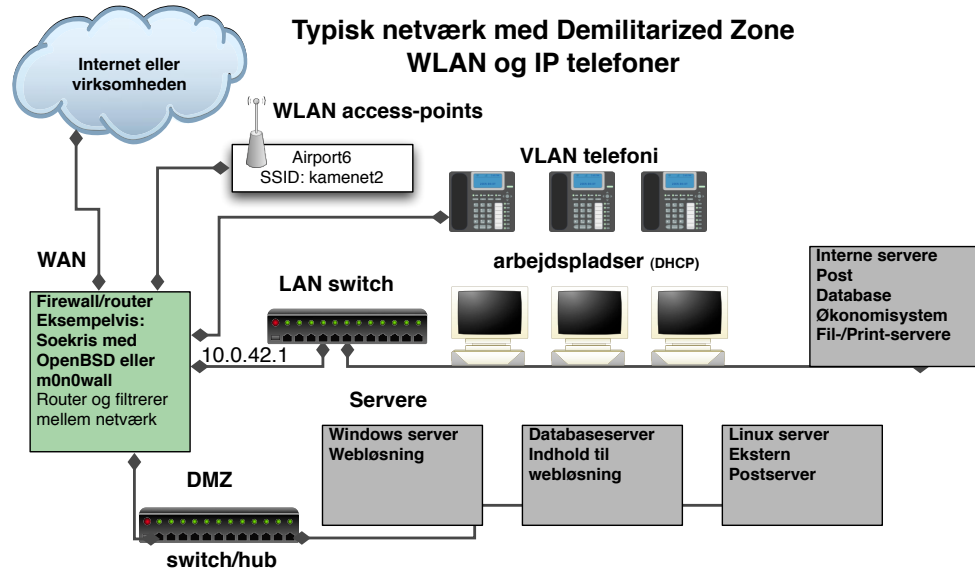 Typisk netværk med Demilitarized Zone
WLAN og IP telefoner
Internet eller
virksomheden
WLAN access-points
Airport6
SSID: kamenet2
VLAN telefoni
WAN
Firewall/router
Eksempelvis:
Soekris med
OpenBSD eller
m0n0wall
Router og filtrerer
mellem netværk
LAN switch
10.0.42.1
arbejdspladser (DHCP)
Interne servere
Post
Database
Økonomisystem
Fil-/Print-servere
Servere
Windows server
Webløsning
Databaseserver
Indhold til
webløsning
Linux server
Ekstern
Postserver
DMZ
switch/hub